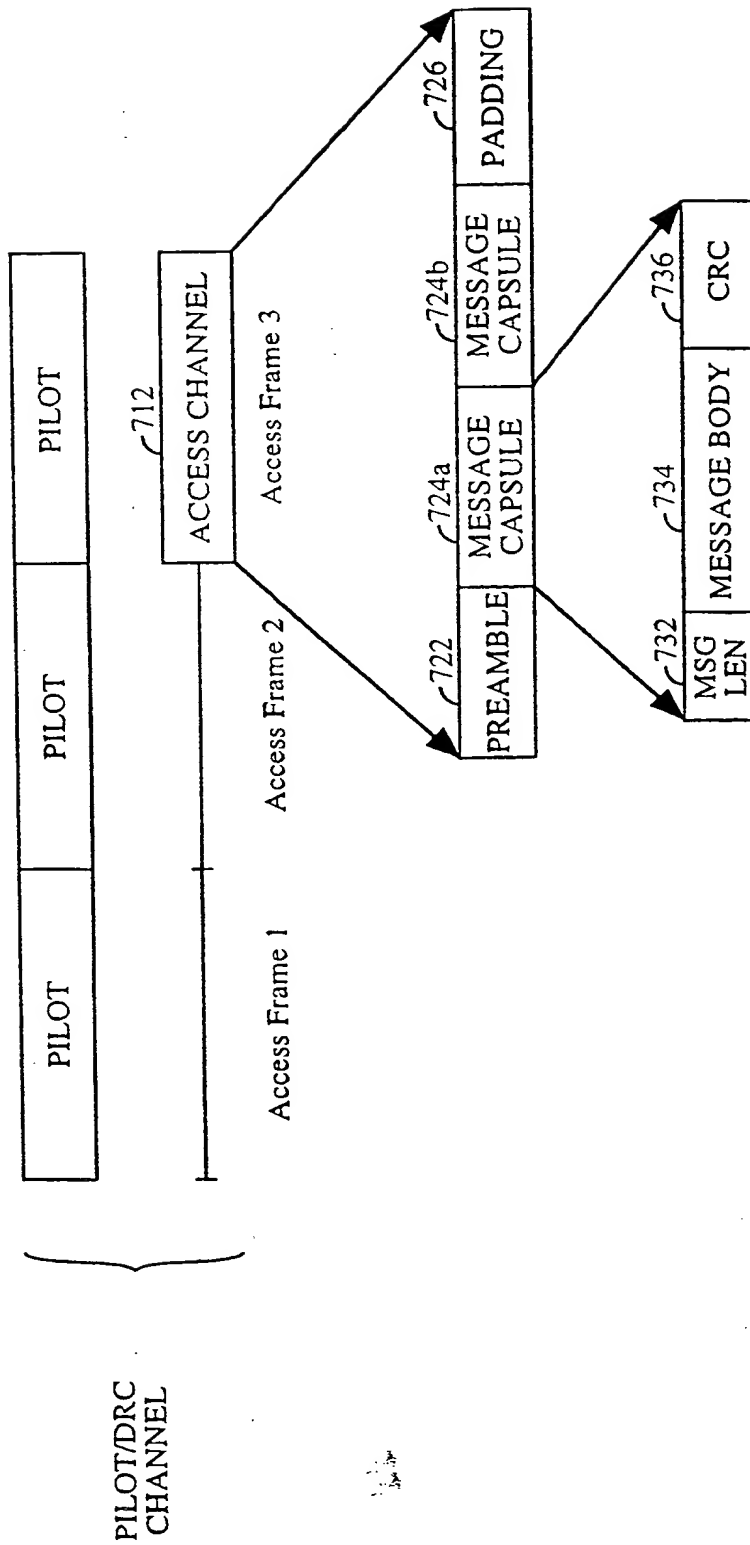 PILOT/DRC
CHANNEL
PILOT
PILOT
PILOT
712
ACCESS CHANNEL
Access Frame 1
Access Frame 2
Access Frame 3
722
724a
724b
726
PREAMBLE
MESSAGE
CAPSULE
MESSAGE
CAPSULE
PADDING
732
734
736
MSG
LEN
MESSAGE BODY
CRC